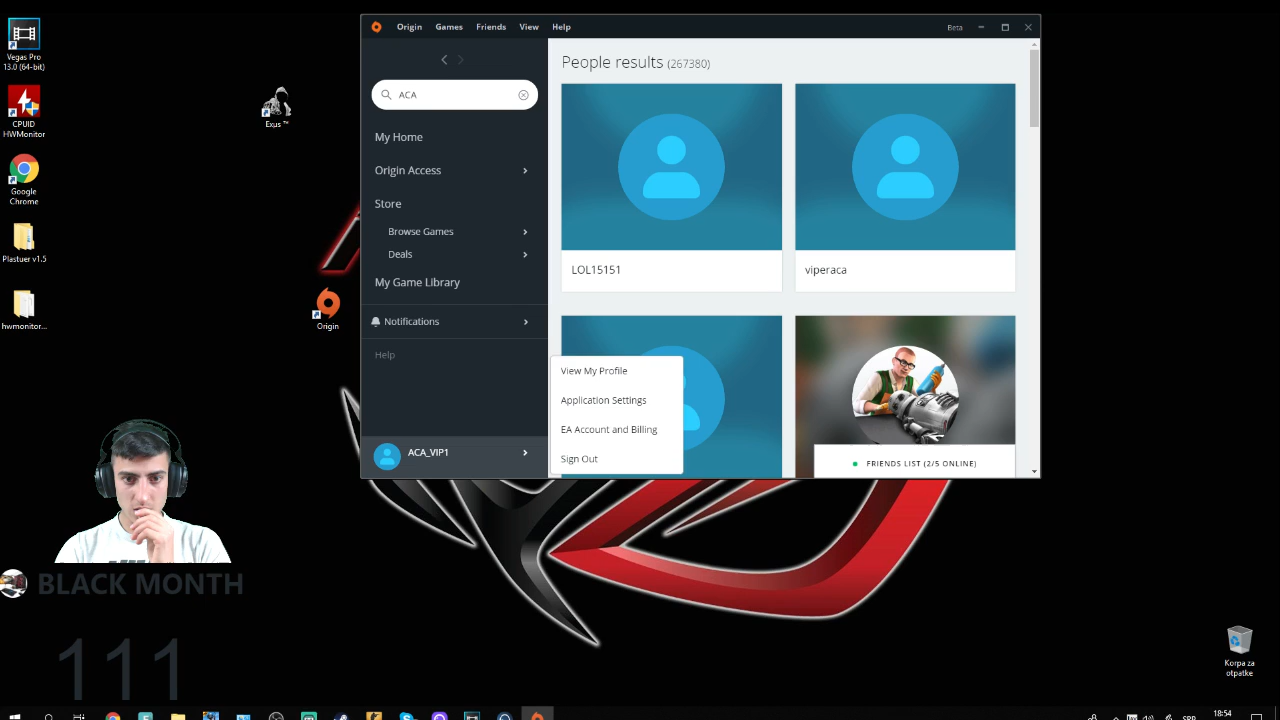 Vegas Pro
13.0 (64-bit)
CPUID
HWMonitor
Google
Chrome
Plastuer v1.5
hwmonitor...
Exµs ™
Origin
Origin Games Friends View Help
Beta
ACA
My Home
Origin Access
Store
Browse Games
Deals
My Game Library
Notifications
Help
ACA_VIP1
People results (267380)
LOL15151
viperaca
View My Profile
Application Settings
EA Account and Billing
Sign Out
FRIENDS LIST (2/5 ONLINE)
BLACK MONTH
111
Korpa za
otpatke
SRP
18:54